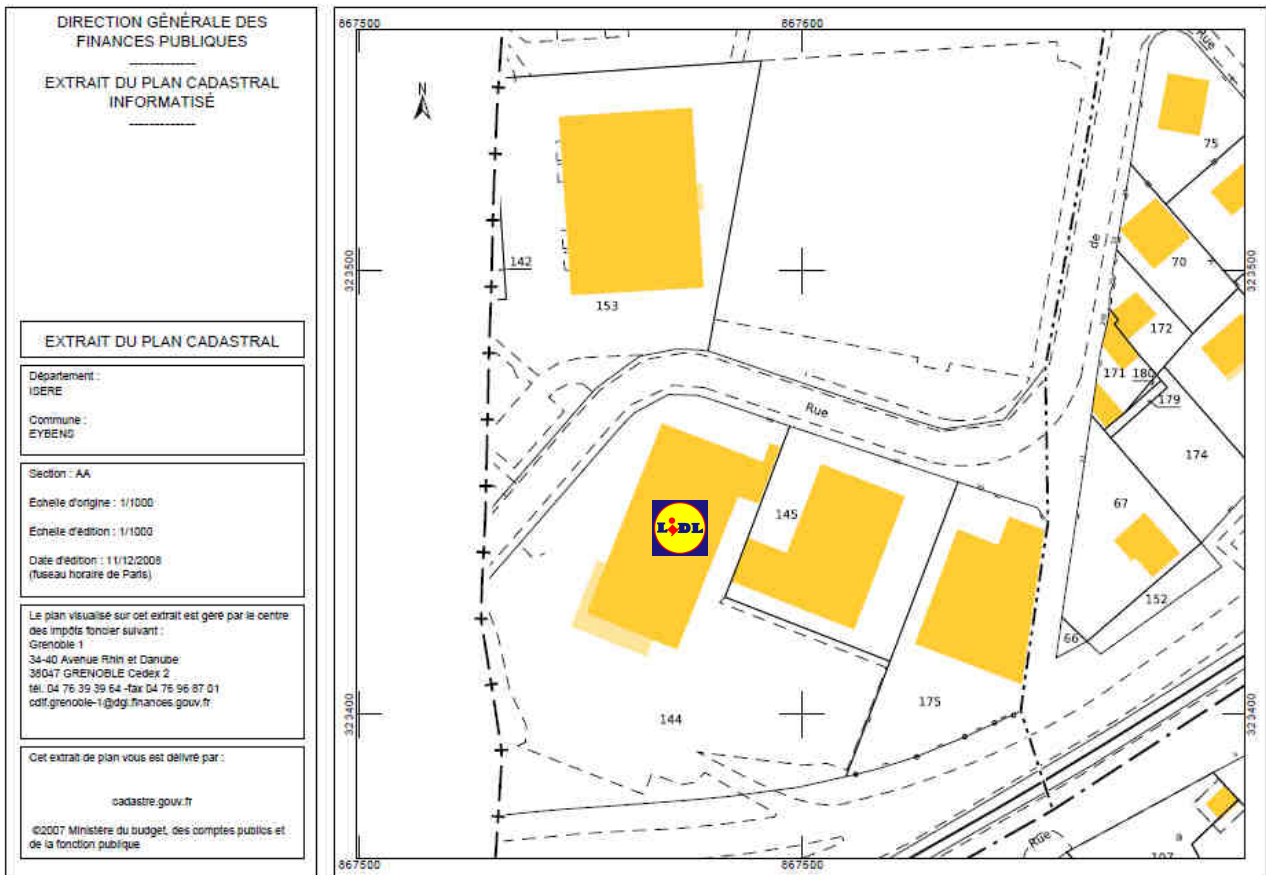 DIRECTION GÉNÉRALE DES
FINANCES PUBLIQUES
--------------
EXTRAIT DU PLAN CADASTRAL
INFORMATISÉ
--------------
EXTRAIT DU PLAN CADASTRAL
Département :
ISERE
Commune :
EYBENS
Section : AA
Echelle d'origine : 1/1000
Echelle d'édition : 1/1000
Date d'édition : 11/12/2008
(fuseau horaire de Paris)
Le plan visualisé sur cet extrait est géré par le centre
des impôts foncier suivant :
Grenoble 1
34-40 Avenue Rhin et Danube
38047 GRENOBLE Cedex 2
tél. 04 76 39 39 64 -fax 04 76 96 87 01
cdif.grenoble-1@dgi.finances.gouv.fr
Cet extrait de plan vous est délivré par :
cadastre.gouv.fr
©2007 Ministère du budget, des comptes publics et
de la fonction publique
867500
867600
N
Rue
75
de
70
323500
142
323500
153
172
171
180
179
Rue
174
LIDL
145
67
152
66
323400
144
175
323400
Rue
a
107
867500
867600